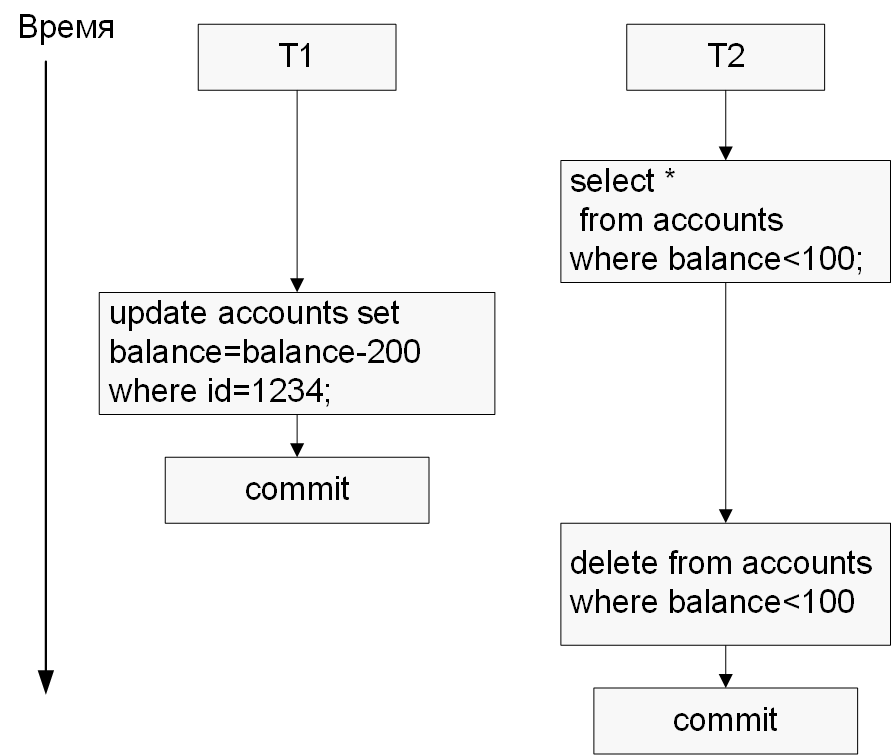 Время
T1
T2
select *
from accounts
where balance<100;
update accounts set
balance=balance-200
where id=1234;
commit
delete from accounts
where balance<100
commit